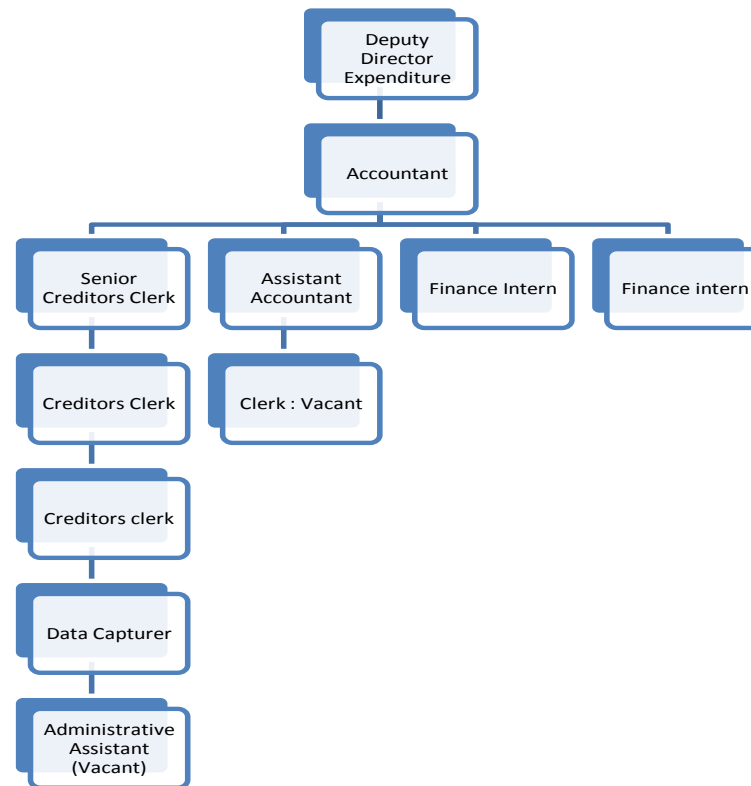 Deputy
Director
Expenditure
Accountant
Senior
Creditors Clerk
Assistant
Accountant
Finance Intern
Finance intern
Creditors Clerk
Clerk : Vacant
Creditors clerk
Data Capturer
Administrative
Assistant
(Vacant)